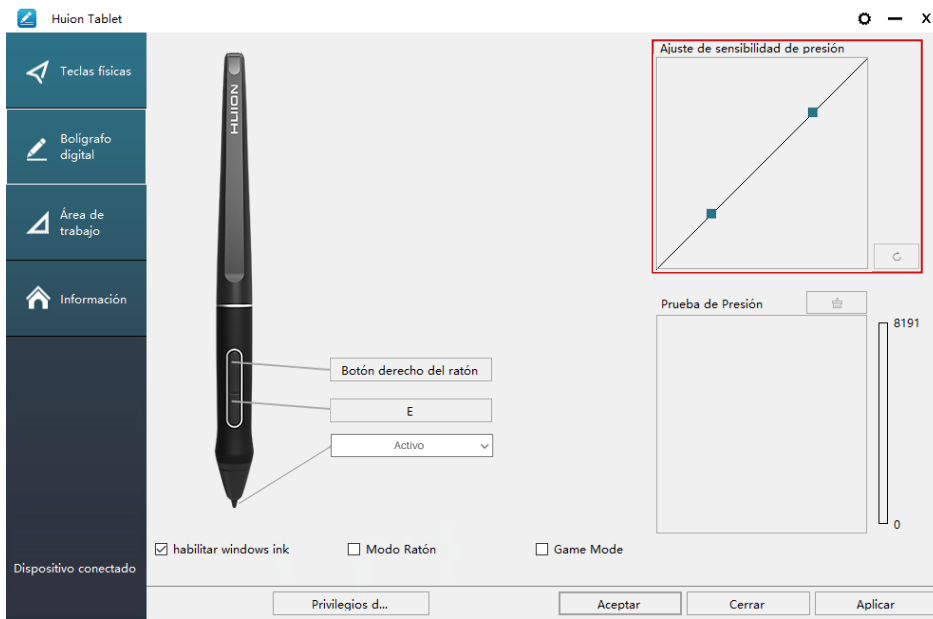 Huion Tablet
Teclas físicas
Bolígrafo
digital
Área de
trabajo
Información
Dispositivo conectado
HUION
Botón derecho del ratón
E
Activo
habilitar windows ink
Modo Ratón
Game Mode
Ajuste de sensibilidad de presión
Prueba de Presión
8191
0
Privilegios d...
Aceptar
Cerrar
Aplicar